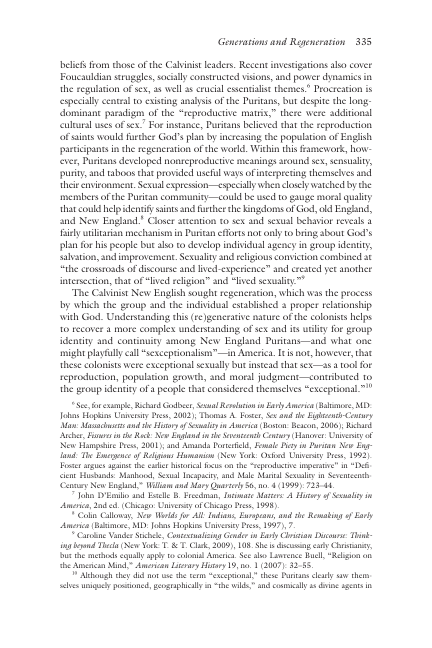 Generations and Regeneration 335
beliefs from those of the Calvinist leaders. Recent investigations also cover
Foucauldian struggles, socially constructed visions, and power dynamics in
the regulation of sex, as well as crucial essentialist themes.6 Procreation is
especially central to existing analysis of the Puritans, but despite the long-
dominant paradigm of the “reproductive matrix,” there were additional
cultural uses of sex.7 For instance, Puritans believed that the reproduction
of saints would further God’s plan by increasing the population of English
participants in the regeneration of the world. Within this framework, how-
ever, Puritans developed nonreproductive meanings around sex, sensuality,
purity, and taboos that provided useful ways of interpreting themselves and
their environment. Sexual expression—especially when closely watched by the
members of the Puritan community—could be used to gauge moral quality
that could help identify saints and further the kingdoms of God, old England,
and New England.8 Closer attention to sex and sexual behavior reveals a
fairly utilitarian mechanism in Puritan efforts not only to bring about God’s
plan for his people but also to develop individual agency in group identity,
salvation, and improvement. Sexuality and religious conviction combined at
“the crossroads of discourse and lived-experience” and created yet another
intersection, that of “lived religion” and “lived sexuality.”9
The Calvinist New English sought regeneration, which was the process
by which the group and the individual established a proper relationship
with God. Understanding this (re)generative nature of the colonists helps
to recover a more complex understanding of sex and its utility for group
identity and continuity among New England Puritans—and what one
might playfully call “sexceptionalism”—in America. It is not, however, that
these colonists were exceptional sexually but instead that sex—as a tool for
reproduction, population growth, and moral judgment—contributed to
the group identity of a people that considered themselves “exceptional.”10
6 See, for example, Richard Godbeer, Sexual Revolution in Early America (Baltimore, MD:
Johns Hopkins University Press, 2002); Thomas A. Foster, Sex and the Eighteenth-Century
Man: Massachusetts and the History of Sexuality in America (Boston: Beacon, 2006); Richard
Archer, Fissures in the Rock: New England in the Seventeenth Century (Hanover: University of
New Hampshire Press, 2001); and Amanda Porterfield, Female Piety in Puritan New Eng-
land: The Emergence of Religious Humanism (New York: Oxford University Press, 1992).
Foster argues against the earlier historical focus on the “reproductive imperative” in “Defi-
cient Husbands: Manhood, Sexual Incapacity, and Male Marital Sexuality in Seventeenth-
Century New England,” William and Mary Quarterly 56, no. 4 (1999): 723–44.
7 John D’Emilio and Estelle B. Freedman, Intimate Matters: A History of Sexuality in
America, 2nd ed. (Chicago: University of Chicago Press, 1998).
8 Colin Calloway, New Worlds for All: Indians, Europeans, and the Remaking of Early
America (Baltimore, MD: Johns Hopkins University Press, 1997), 7.
9 Caroline Vander Stichele, Contextualizing Gender in Early Christian Discourse: Think-
ing beyond Thecla (New York: T. & T. Clark, 2009), 108. She is discussing early Christianity,
but the methods equally apply to colonial America. See also Lawrence Buell, “Religion on
the American Mind,” American Literary History 19, no. 1 (2007): 32–55.
10 Although they did not use the term “exceptional,” these Puritans clearly saw them-
selves uniquely positioned, geographically in “the wilds,” and cosmically as divine agents in